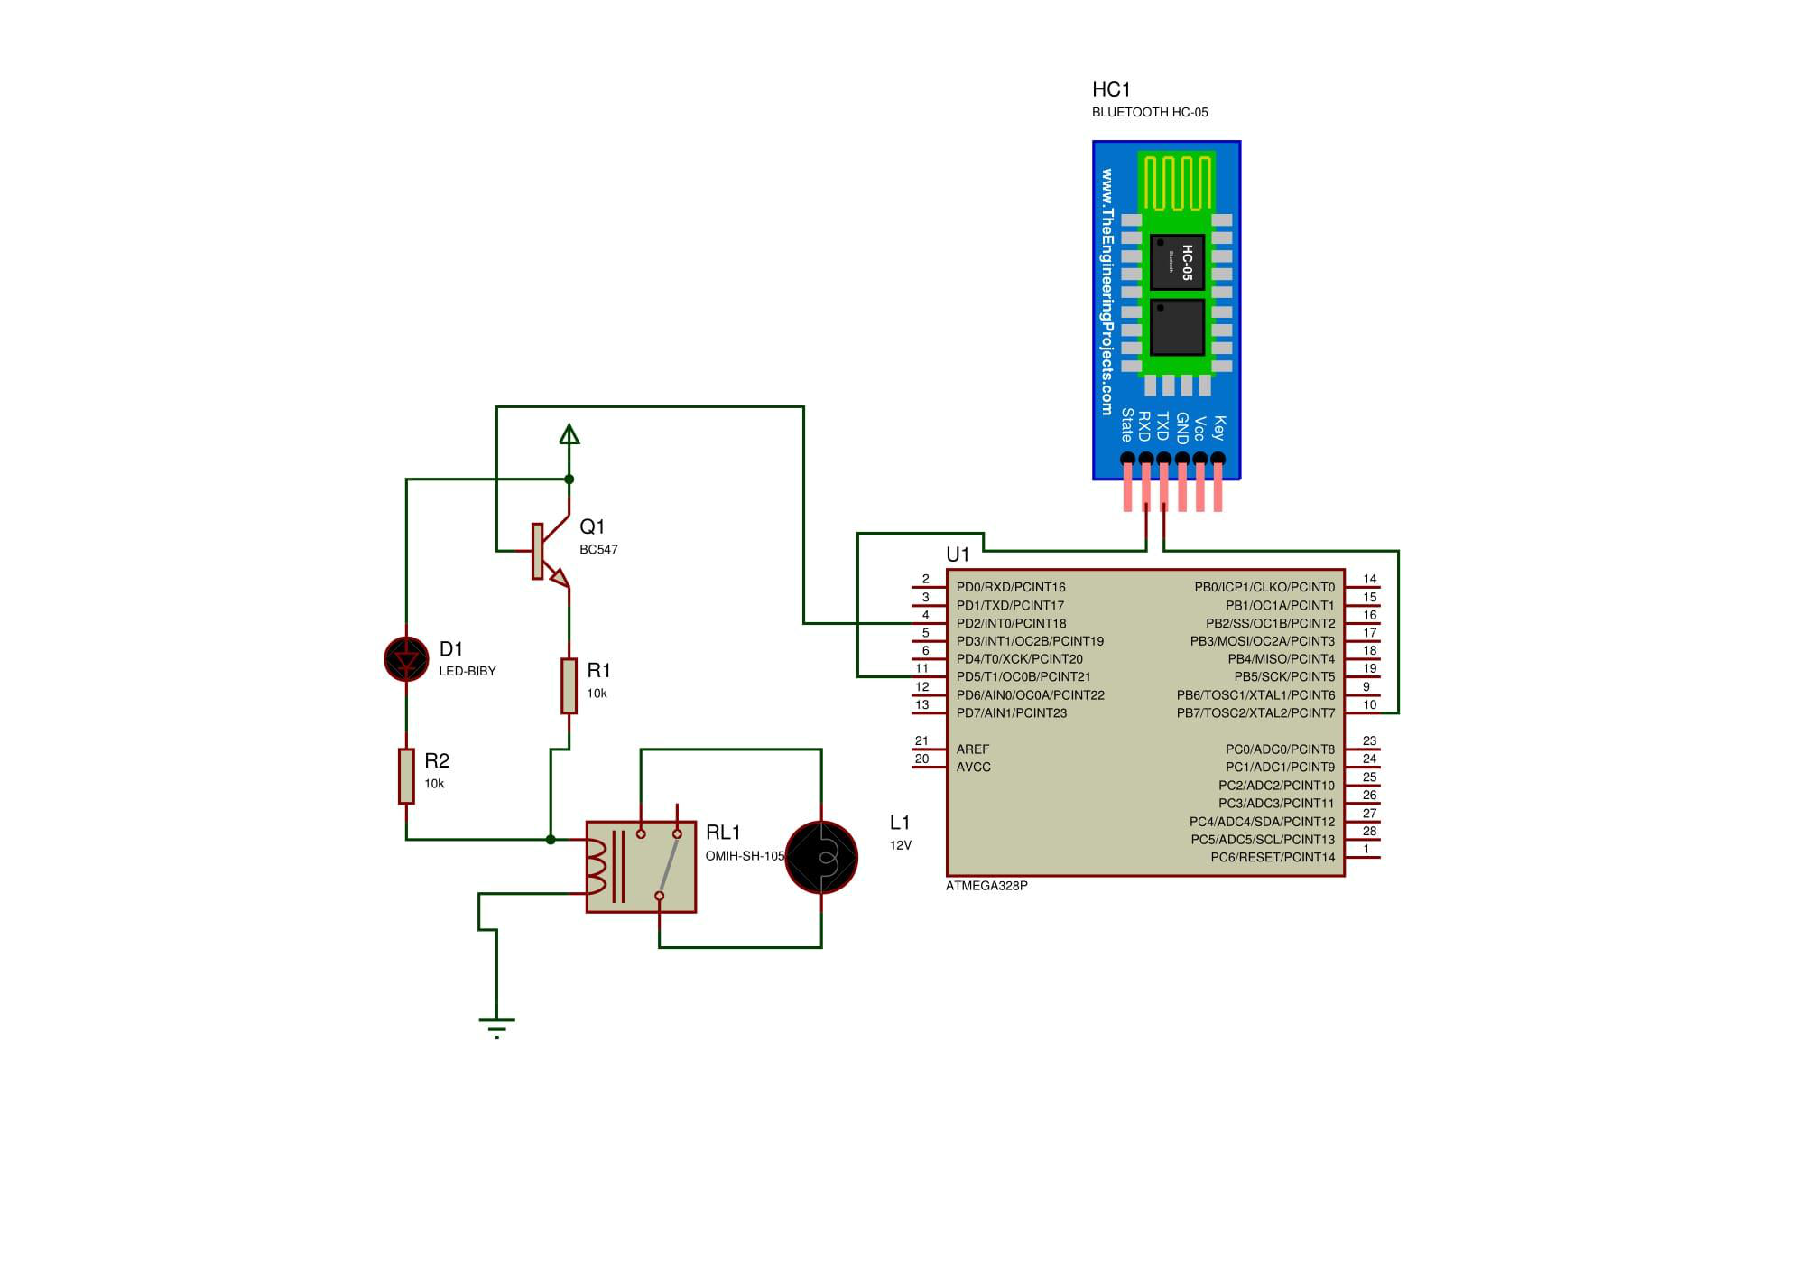 HC1
BLUETOOTH HC-05
www.TheEngineeringProjects.com
HC-05
State
RXD
TXD
GND
Vcc
Key
Q1
BC547
D1
LED-BIBY
R1
10k
R2
10k
RL1
OMIH-SH-105
L1
12V
U1
2 PD0/RXD/PCINT16
3 PD1/TXD/PCINT17
4 PD2/INT0/PCINT18
5 PD3/INT1/OC2B/PCINT19
6 PD4/T0/XCK/PCINT20
11 PD5/T1/OC0B/PCINT21
12 PD6/AIN0/OC0A/PCINT22
13 PD7/AIN1/PCINT23
21 AREF
20 AVCC
PB0/ICP1/CLKO/PCINT0 14
PB1/OC1A/PCINT1 15
PB2/SS/OC1B/PCINT2 16
PB3/MOSI/OC2A/PCINT3 17
PB4/MISO/PCINT4 18
PB5/SCK/PCINT5 19
PB6/TOSC1/XTAL1/PCINT6 9
PB7/TOSC2/XTAL2/PCINT7 10
PC0/ADC0/PCINT8 23
PC1/ADC1/PCINT9 24
PC2/ADC2/PCINT10 25
PC3/ADC3/PCINT11 26
PC4/ADC4/SDA/PCINT12 27
PC5/ADC5/SCL/PCINT13 28
PC6/RESET/PCINT14 1
ATMEGA328P